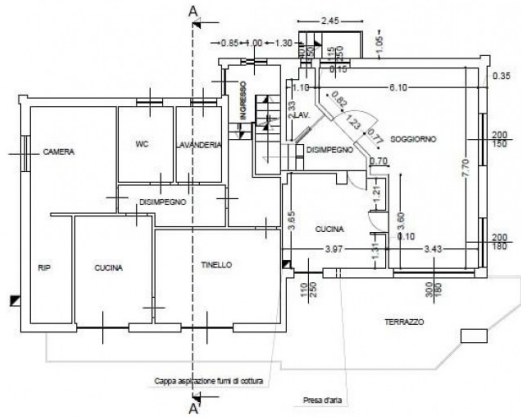 A
2.45
1.05
0.85
1.00
1.30
1.10
0.15
6.10
0.35
INGRESSO
2.33
LAV.
0.82
1.23
0.77
SOGGIORNO
200
150
CAMERA
WC
LAVANDERIA
DISIMPEGNO
0.70
7.70
DISIMPEGNO
3.65
1.21
3.60
CUCINA
0.10
200
180
3.97
3.43
1.31
RIP
CUCINA
TINELLO
110
250
300
180
TERRAZZO
Cappa aspirazione fumi di cottura
Presa d'aria
A